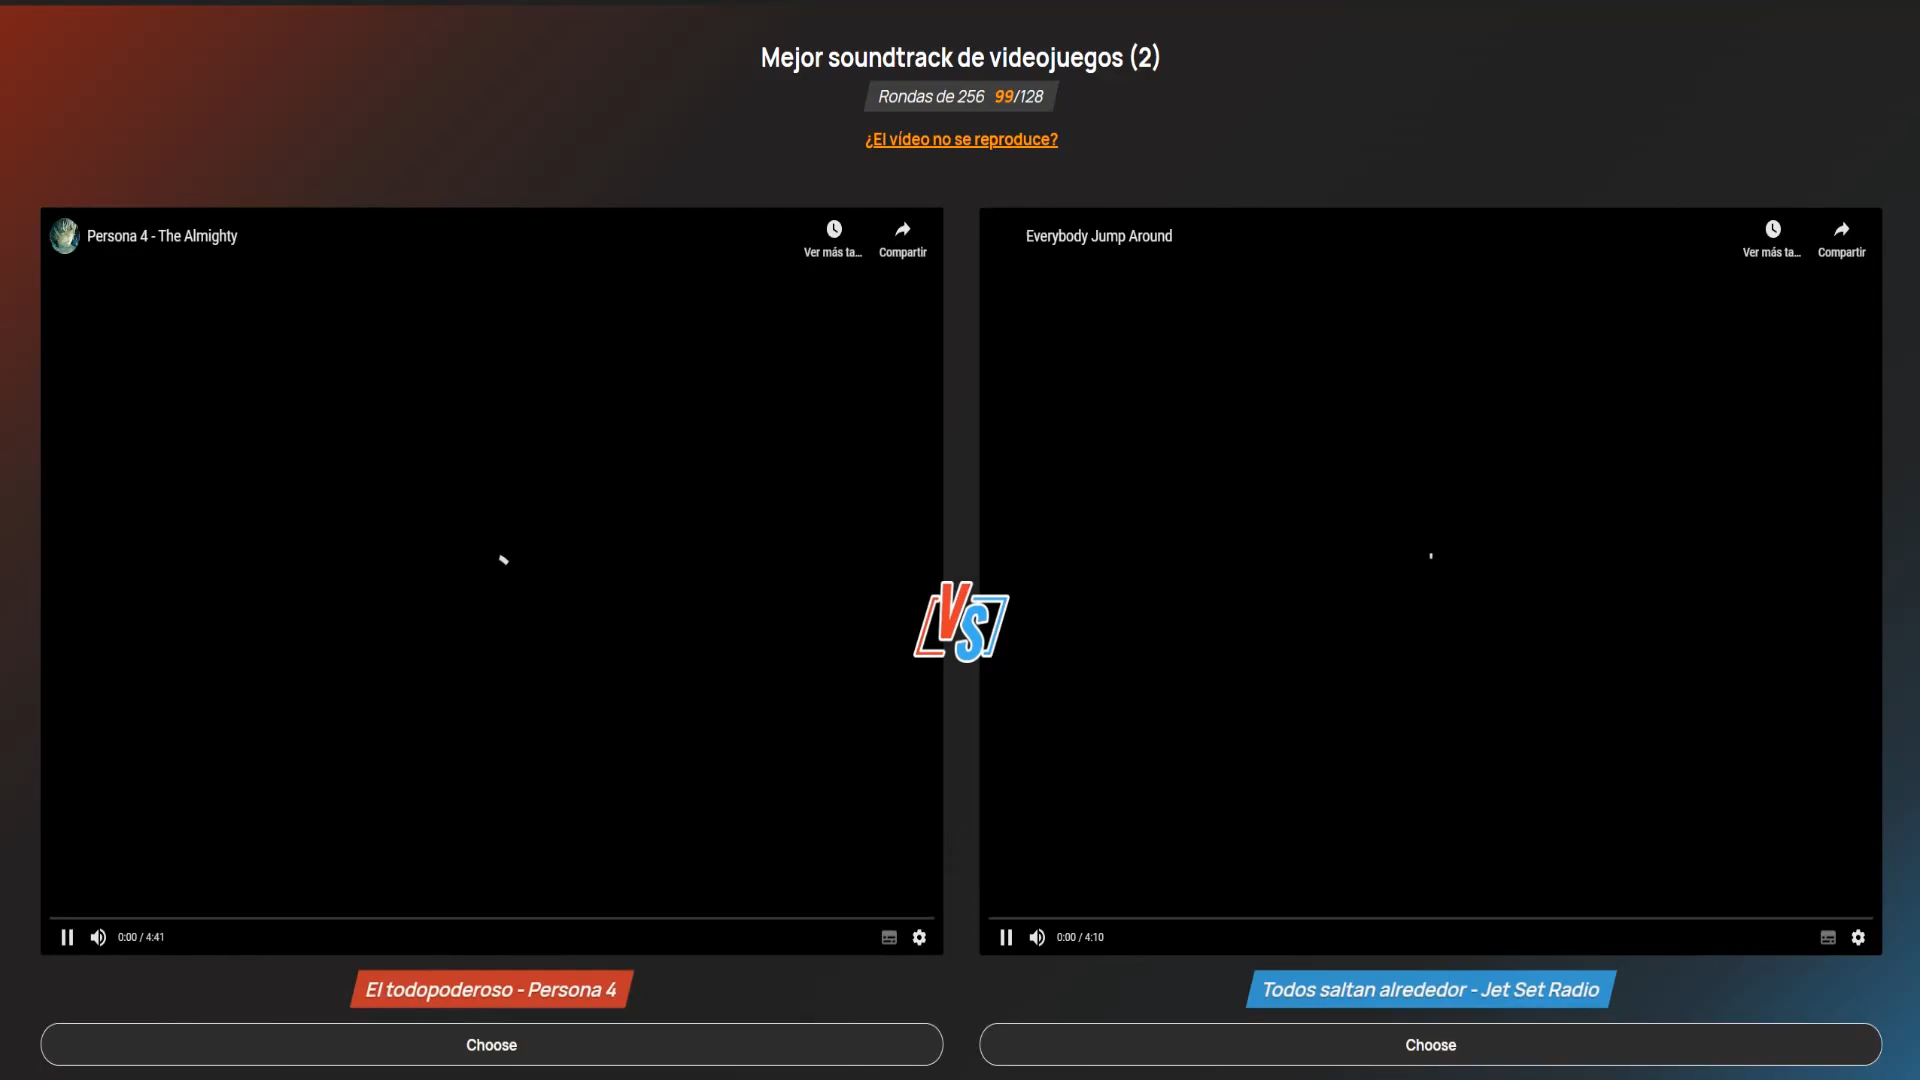 Mejor soundtrack de videojuegos (2)
Rondas de 256 99/128
¿El vídeo no se reproduce?
Persona 4 - The Almighty
Ver más ta...
Compartir
Everybody Jump Around
Ver más ta...
Compartir
VS
0:00 / 4:41
0:00 / 4:10
El todopoderoso - Persona 4
Todos saltan alrededor - Jet Set Radio
Choose
Choose